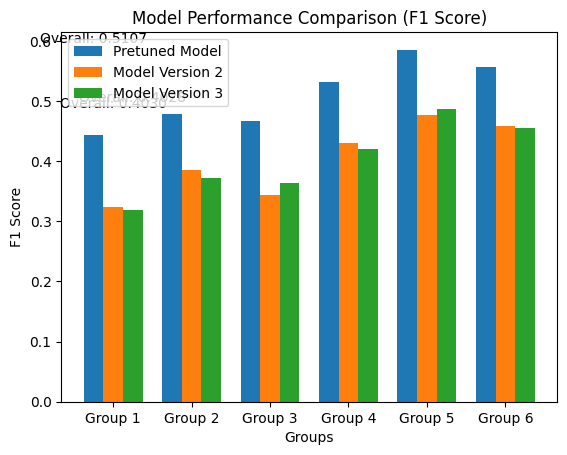 Model Performance Comparison (F1 Score)
Overall: 0.5107
Pretuned Model
Model Version 2
Model Version 3
Overall: 0.4030
0.6
0.5
0.4
0.3
0.2
0.1
0.0
F1 Score
Group 1 Group 2 Group 3 Group 4 Group 5 Group 6
Groups